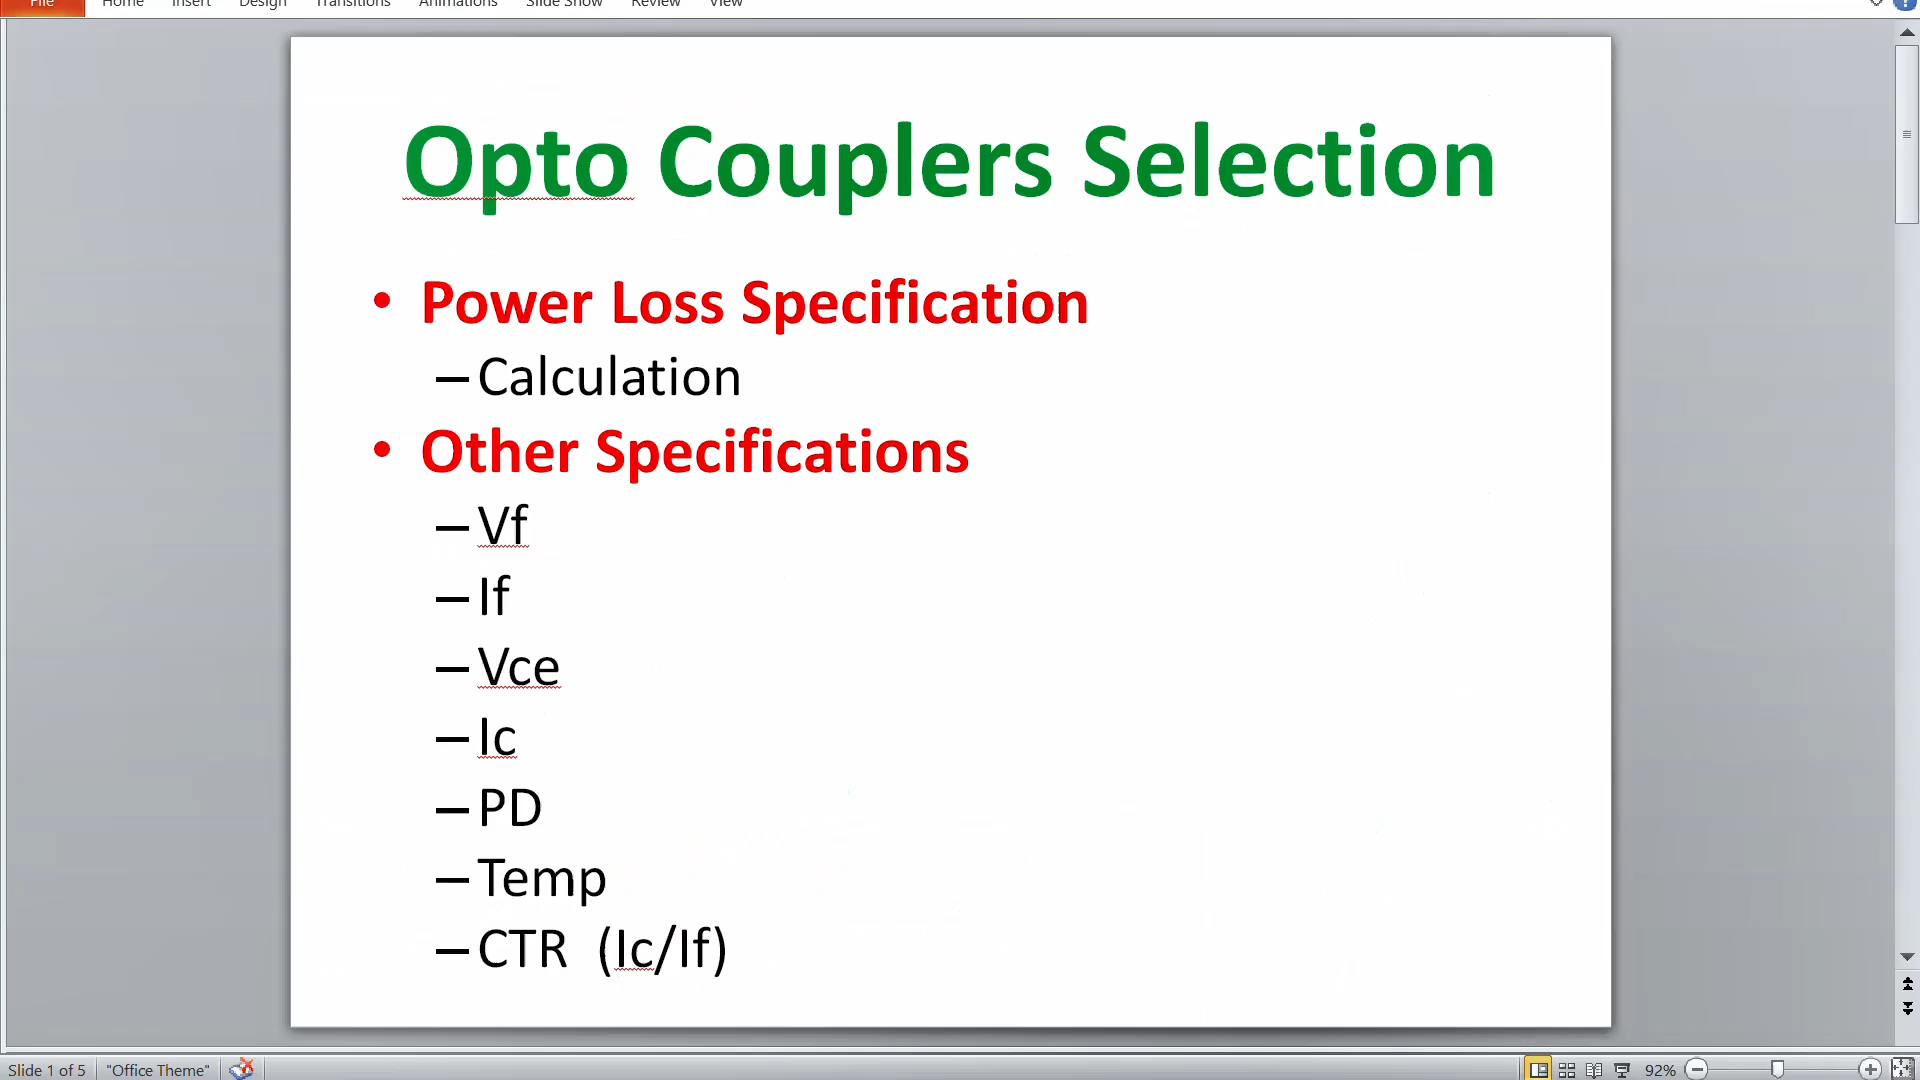 File Home Insert Design Transitions Animations Slide Show Review View
Opto Couplers Selection
• Power Loss Specification
– Calculation
• Other Specifications
– Vf
– If
– Vce
– Ic
– PD
– Temp
– CTR (Ic/If)
Slide 1 of 5 "Office Theme" 92%